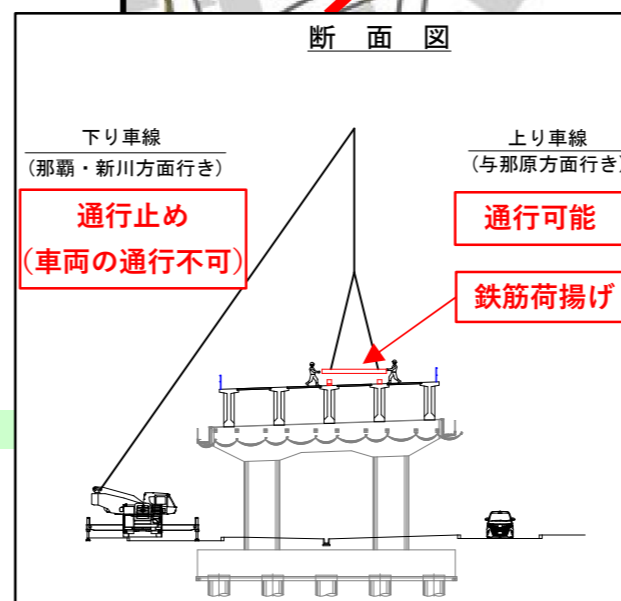 断 面 図
下り車線
(那覇・新川方面行き)
通行止め
(車両の通行不可)
上り車線
(与那原方面行き)
通行可能
鉄筋荷揚げ